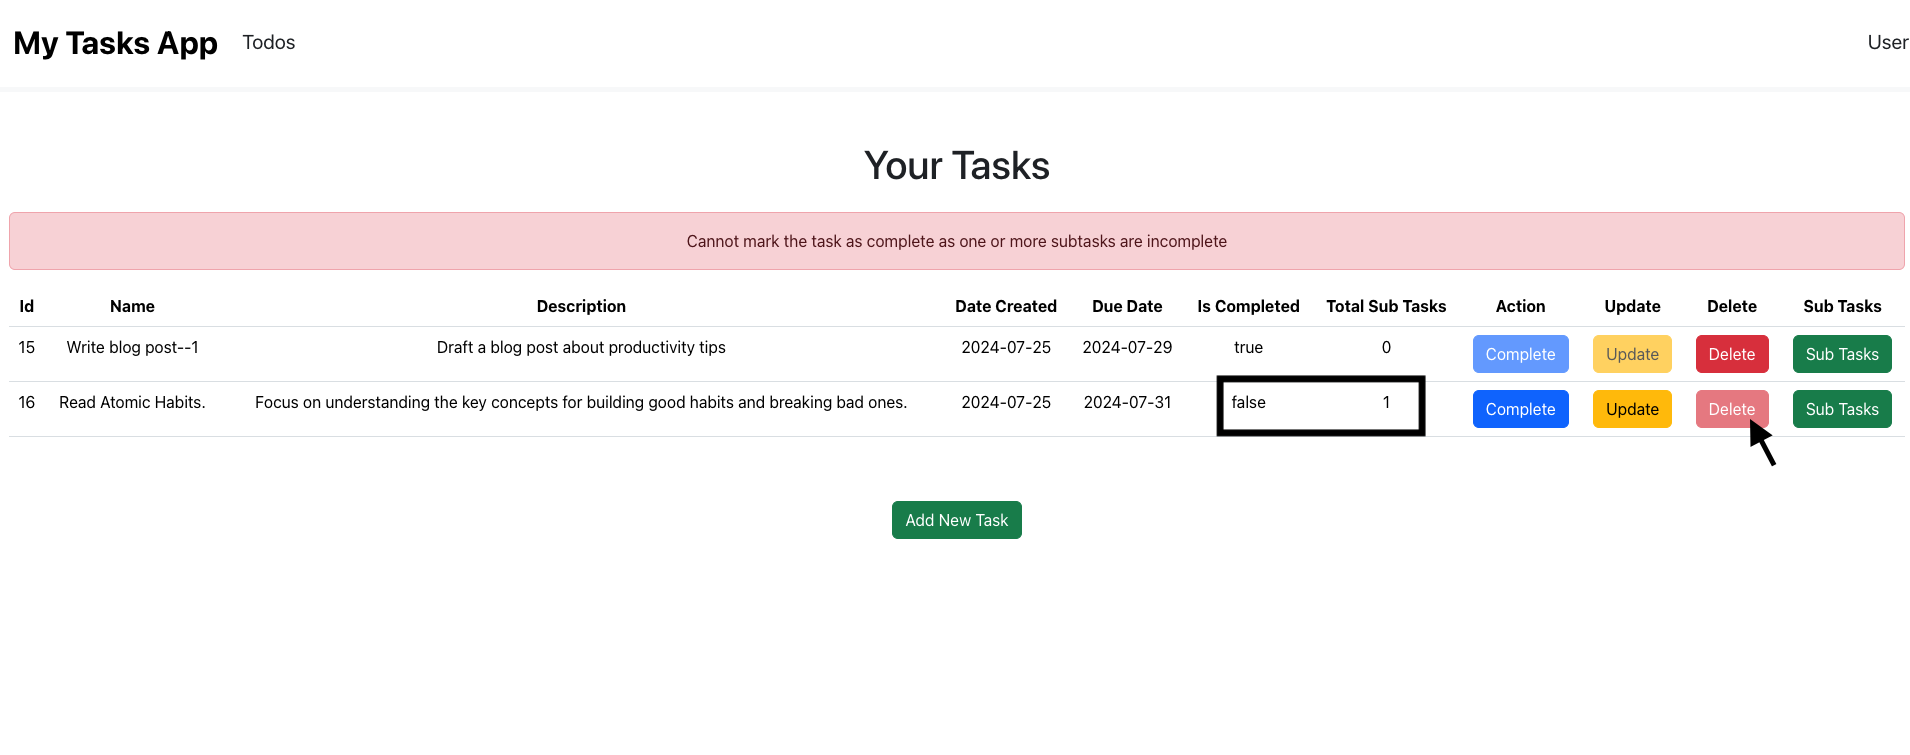 My Tasks App Todos User
Your Tasks
Cannot mark the task as complete as one or more subtasks are incomplete
Id Name Description Date Created Due Date Is Completed Total Sub Tasks Action Update Delete Sub Tasks
15 Write blog post--1 Draft a blog post about productivity tips 2024-07-25 2024-07-29 true 0 Complete Update Delete Sub Tasks
16 Read Atomic Habits. Focus on understanding the key concepts for building good habits and breaking bad ones. 2024-07-25 2024-07-31 false 1 Complete Update Delete Sub Tasks
Add New Task